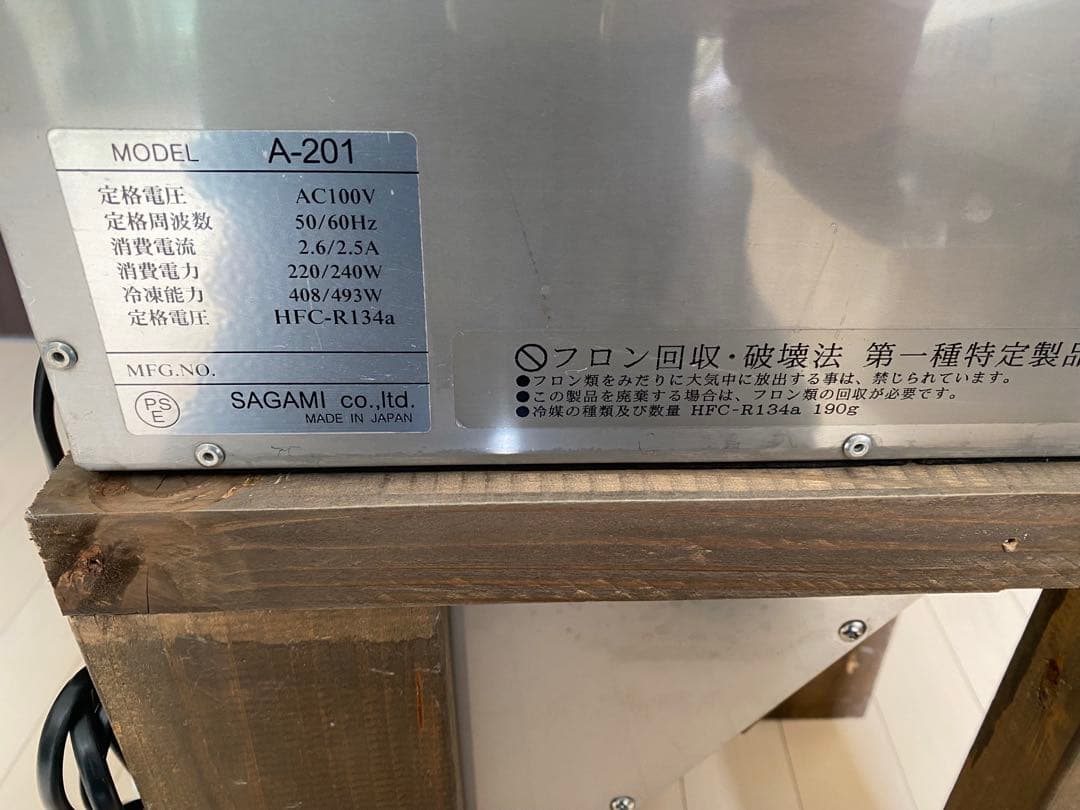 MODEL A-201
定格電圧 AC100V
定格周波数 50/60Hz
消費電流 2.6/2.5A
消費電力 220/240W
冷凍能力 408/493W
定格電圧 HFC-R134a
MFG.NO.
PSE SAGAMI co.,ltd.
MADE IN JAPAN
フロン回収・破壊法 第一種特定製品
●フロン類をみだりに大気中に放出する事は、禁じられています。
●この製品を廃棄する場合は、フロン類の回収が必要です。
●冷媒の種類及び数量 HFC-R134a 190g